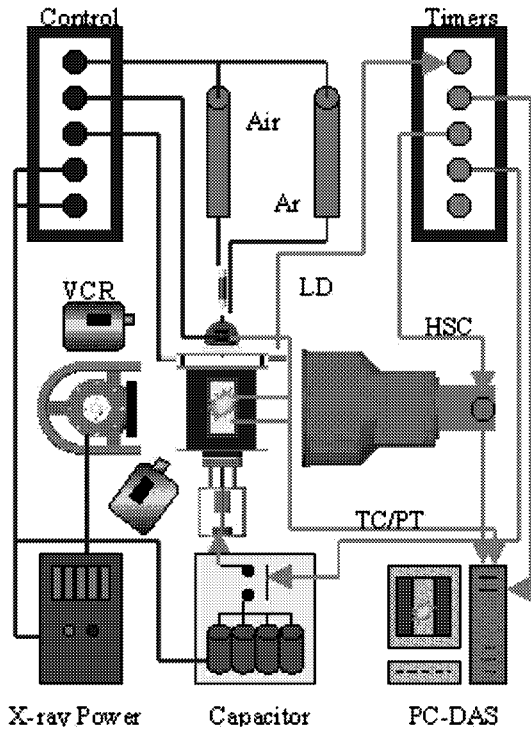 Control
Timers
Air
Ar
LD
VCR
HSC
TC/PT
X-ray Power
Capacitor
PC-DAS